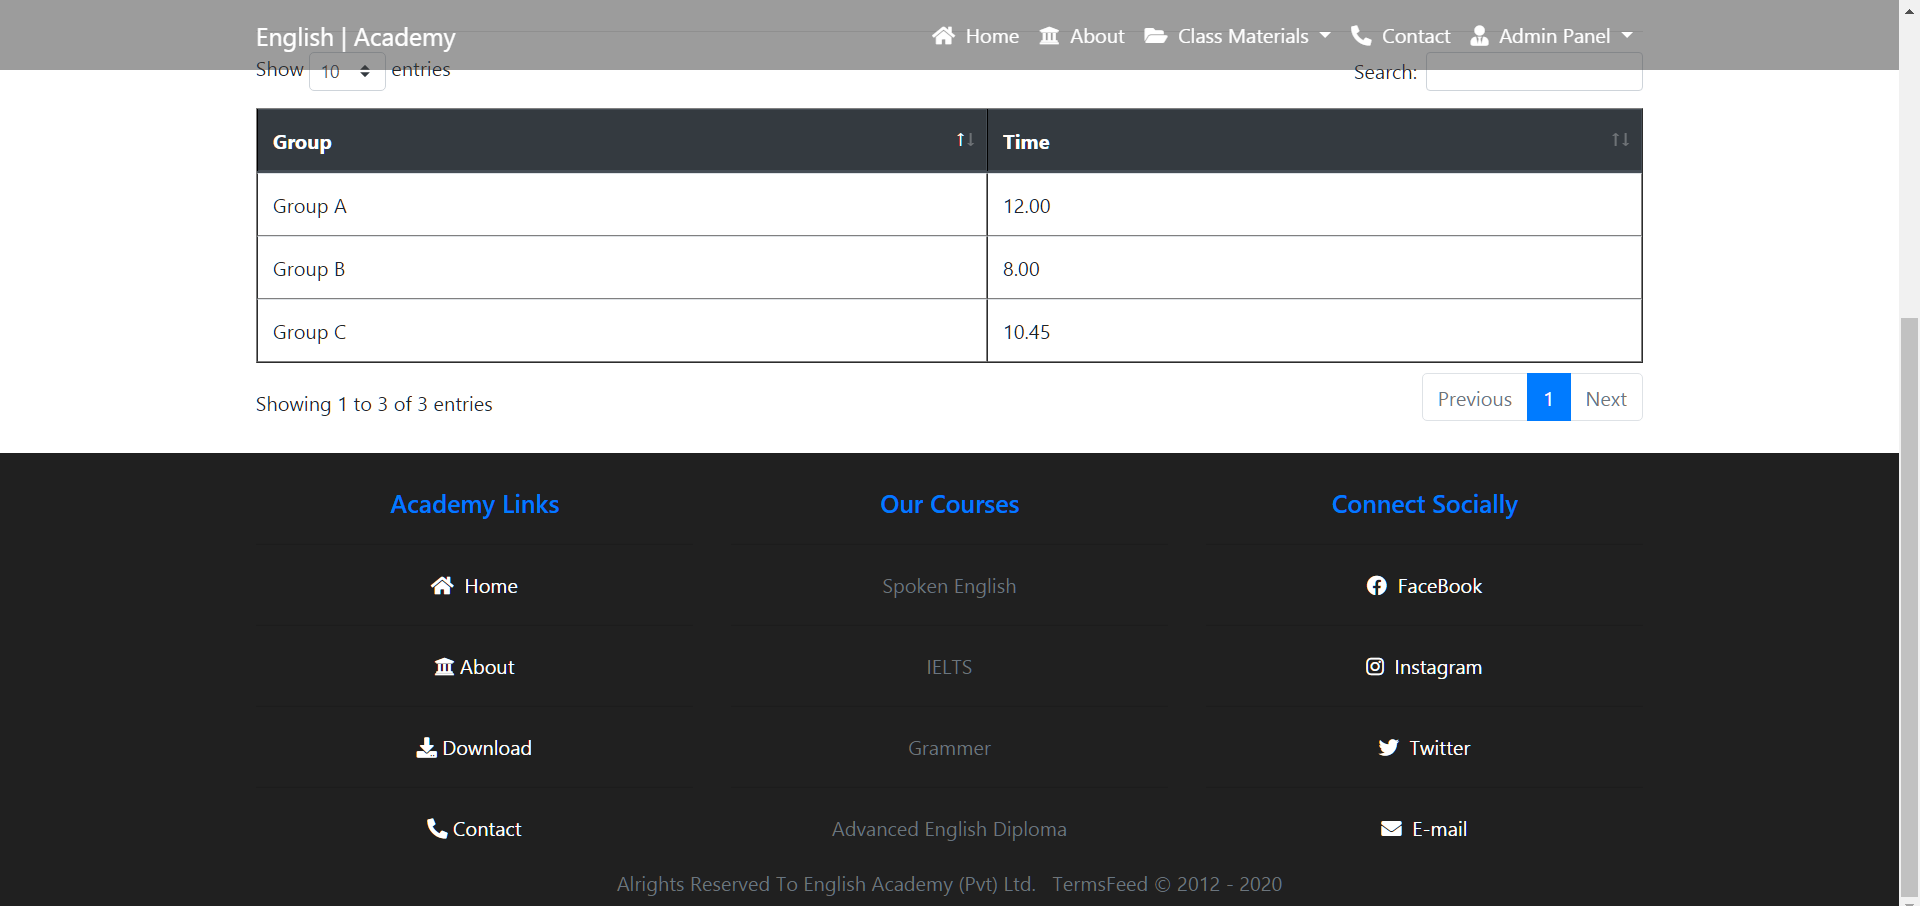 English | Academy Home About Class Materials Contact Admin Panel
Show 10 entries Search:
Group Time
Group A 12.00
Group B 8.00
Group C 10.45
Showing 1 to 3 of 3 entries Previous 1 Next
Academy Links Our Courses Connect Socially
Home Spoken English FaceBook
About IELTS Instagram
Download Grammer Twitter
Contact Advanced English Diploma E-mail
Alrights Reserved To English Academy (Pvt) Ltd. TermsFeed © 2012 - 2020